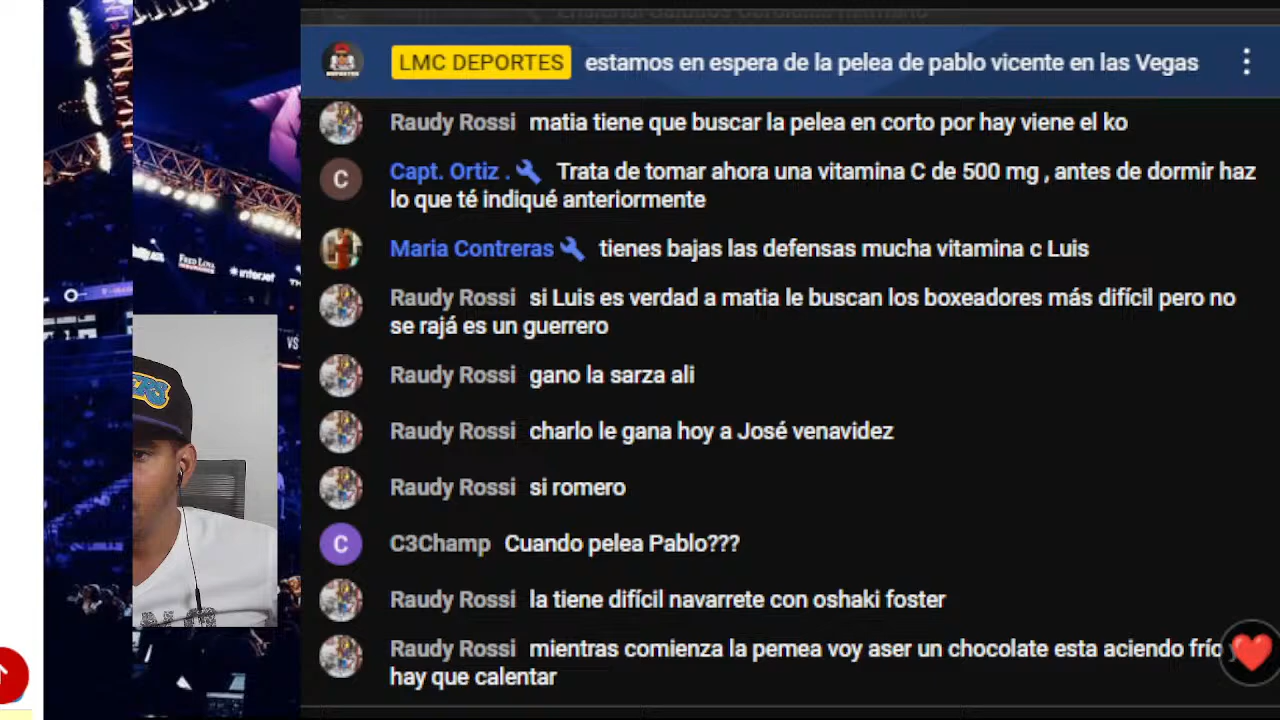 LMC DEPORTES estamos en espera de la pelea de pablo vicente en las Vegas
Raudy Rossi matia tiene que buscar la pelea en corto por hay viene el ko
C Capt. Ortiz . Trata de tomar ahora una vitamina C de 500 mg , antes de dormir haz
lo que té indiqué anteriormente
Maria Contreras tienes bajas las defensas mucha vitamina c Luis
FRED LOYA
interjet
Raudy Rossi si Luis es verdad a matia le buscan los boxeadores más difícil pero no
se rajá es un guerrero
VS
Raudy Rossi gano la sarza ali
Raudy Rossi charlo le gana hoy a José venavidez
Raudy Rossi si romero
C C3Champ Cuando pelea Pablo???
Raudy Rossi la tiene difícil navarrete con oshaki foster
Raudy Rossi mientras comienza la pemea voy aser un chocolate esta aciendo frío y
hay que calentar